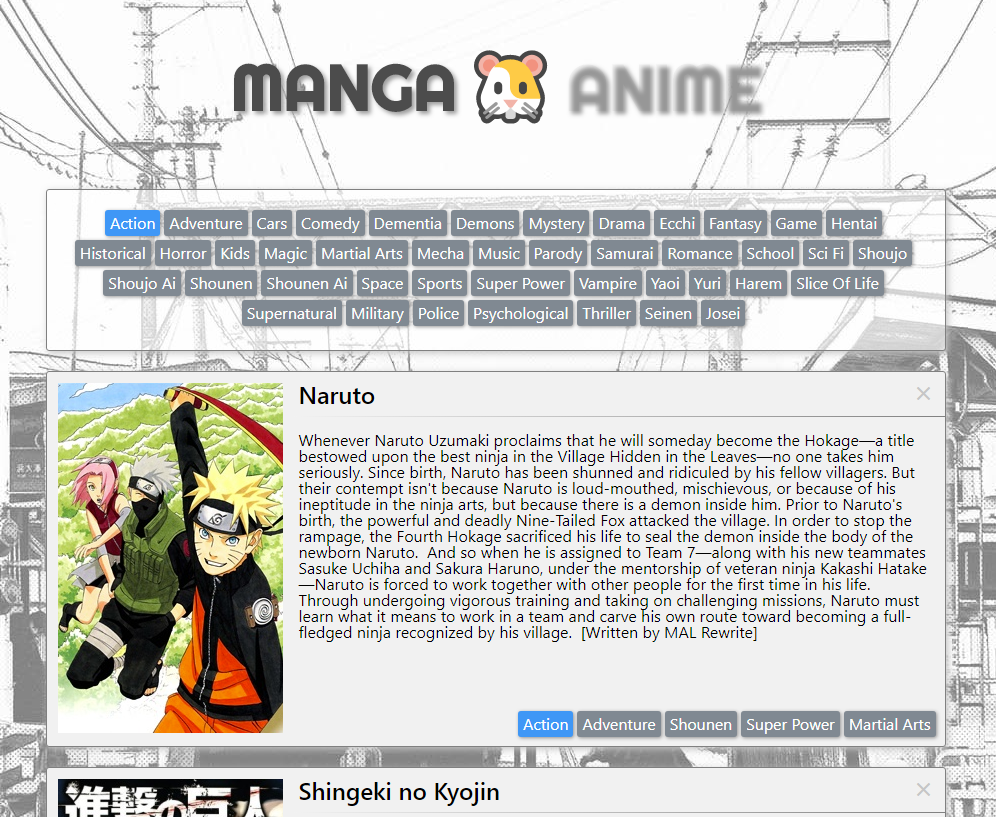 MANGA ANIME
Action Adventure Cars Comedy Dementia Demons Mystery Drama Ecchi Fantasy Game Hentai
Historical Horror Kids Magic Martial Arts Mecha Music Parody Samurai Romance School Sci Fi Shoujo
Shoujo Ai Shounen Shounen Ai Space Sports Super Power Vampire Yaoi Yuri Harem Slice Of Life
Supernatural Military Police Psychological Thriller Seinen Josei
Naruto
Whenever Naruto Uzumaki proclaims that he will someday become the Hokage—a title
bestowed upon the best ninja in the Village Hidden in the Leaves—no one takes him
seriously. Since birth, Naruto has been shunned and ridiculed by his fellow villagers. But
their contempt isn't because Naruto is loud-mouthed, mischievous, or because of his
ineptitude in the ninja arts, but because there is a demon inside him. Prior to Naruto's
birth, the powerful and deadly Nine-Tailed Fox attacked the village. In order to stop the
rampage, the Fourth Hokage sacrificed his life to seal the demon inside the body of the
newborn Naruto.  And so when he is assigned to Team 7—along with his new teammates
Sasuke Uchiha and Sakura Haruno, under the mentorship of veteran ninja Kakashi Hatake
—Naruto is forced to work together with other people for the first time in his life.
Through undergoing vigorous training and taking on challenging missions, Naruto must
learn what it means to work in a team and carve his own route toward becoming a full-
fledged ninja recognized by his village.  [Written by MAL Rewrite]
Action Adventure Shounen Super Power Martial Arts
進撃の巨人
Shingeki no Kyojin